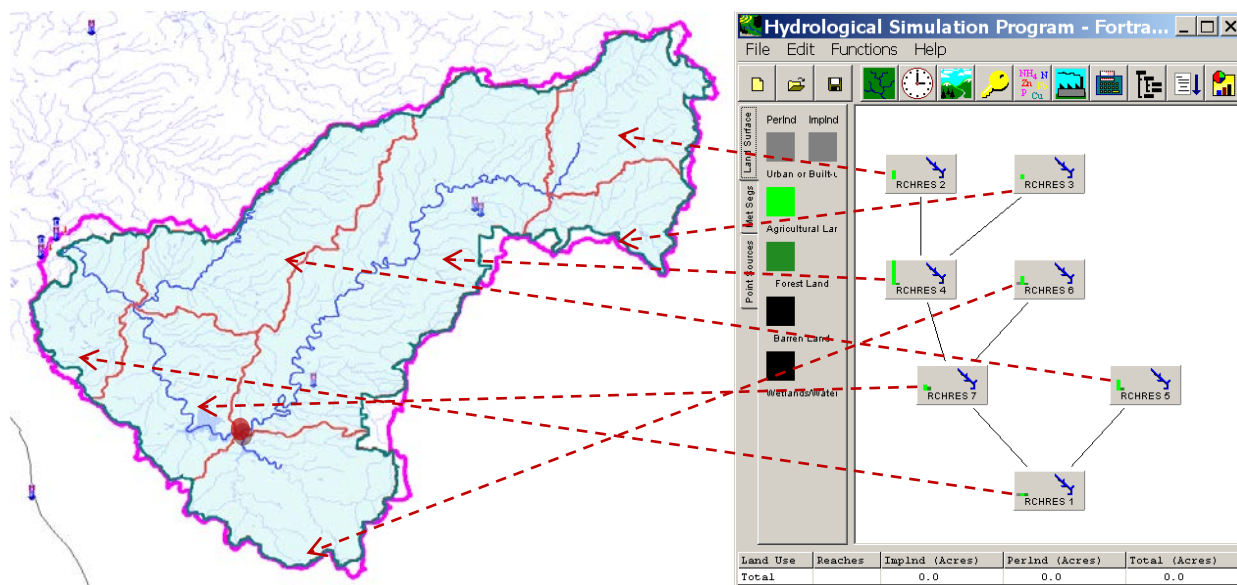 Hydrological Simulation Program - Fortra...
File Edit Functions Help
NH4 N
Zn
P Cu
Land Surface
Met Segs
Point Sources
PerInd ImpInd
Urban or Built-u
Agricultural Lar
Forest Land
Barren Land
Wetlands/Water
RCHRES 2
RCHRES 3
RCHRES 4
RCHRES 6
RCHRES 7
RCHRES 5
RCHRES 1
Land Use Reaches ImpInd (Acres) PerInd (Acres) Total (Acres)
Total 0.0 0.0 0.0